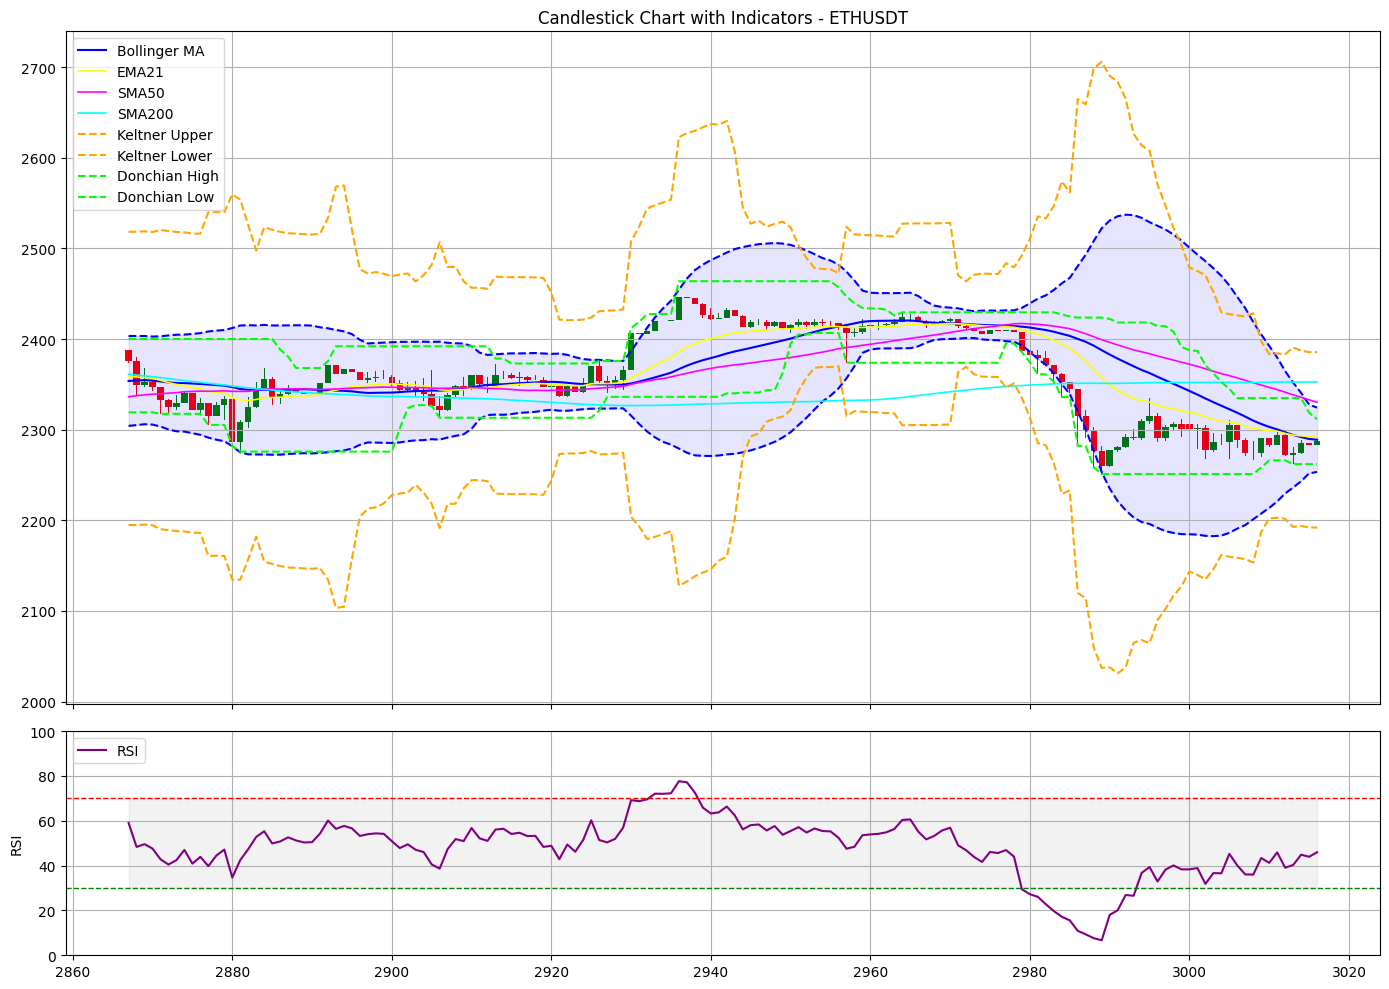 Candlestick Chart with Indicators - ETHUSDT
Bollinger MA
EMA21
SMA50
SMA200
Keltner Upper
Keltner Lower
Donchian High
Donchian Low
2700
2600
2500
2400
2300
2200
2100
2000
RSI
100
80
60
40
20
0
RSI
2860
2880
2900
2920
2940
2960
2980
3000
3020